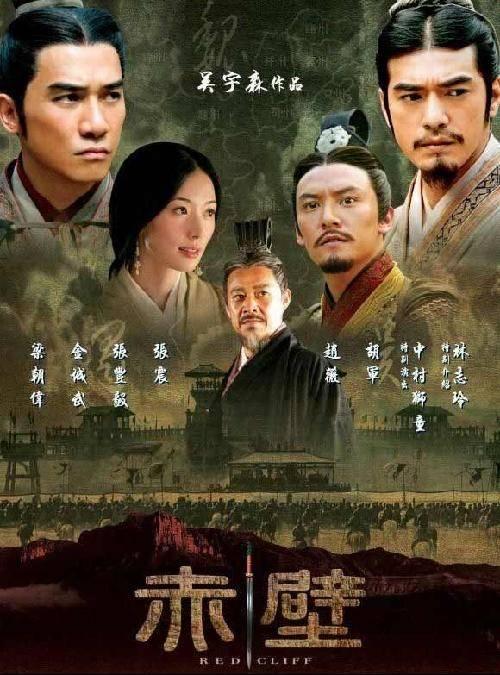 吴宇森作品
梁朝偉
金城武
張豐毅
張震
趙薇
胡軍
特別演出
中村獅童
特別介紹
林志玲
魏
赤壁
RED CLIFF